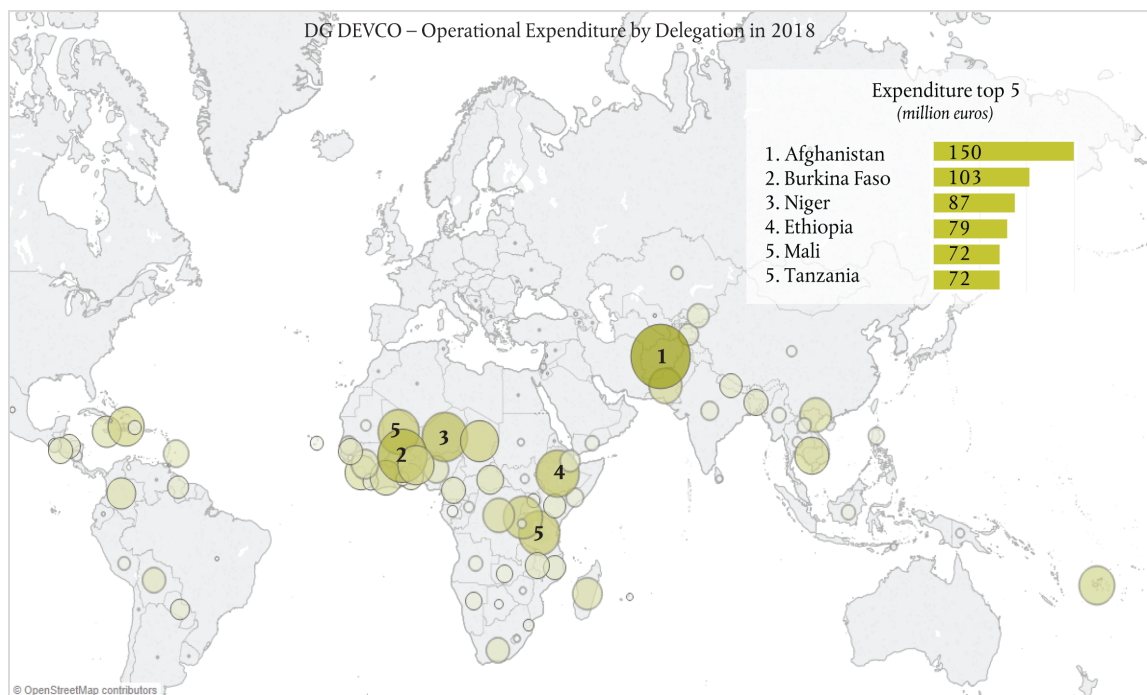 DG DEVCO – Operational Expenditure by Delegation in 2018
Expenditure top 5
(million euros)
1. Afghanistan 150
2. Burkina Faso 103
3. Niger 87
4. Ethiopia 79
5. Mali 72
5. Tanzania 72
1
5
3
2
4
5
© OpenStreetMap contributors